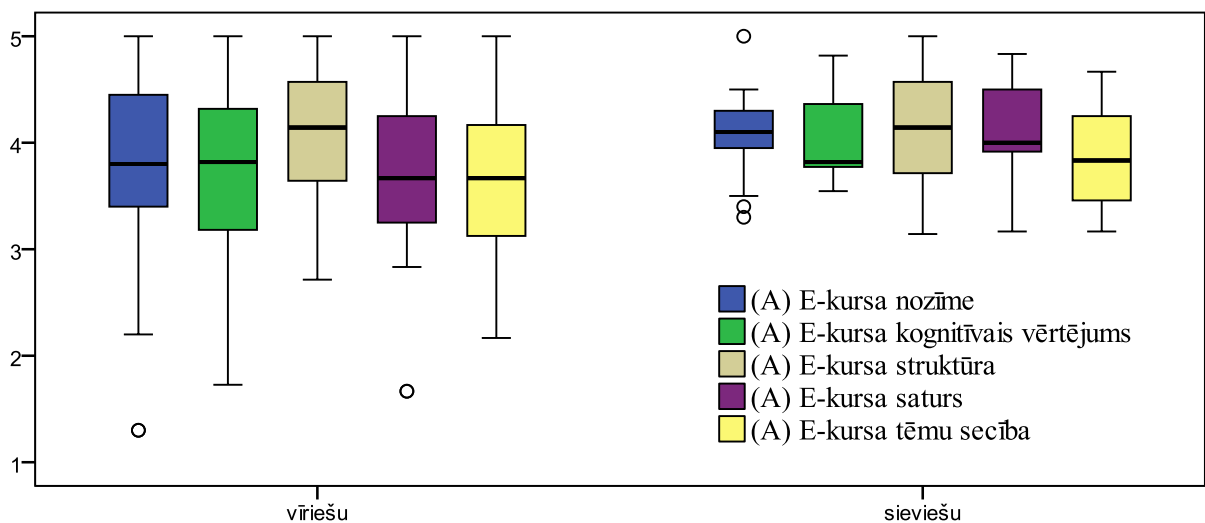 5
4
3
2
1
(A) E-kursa nozīme
(A) E-kursa kognitīvais vērtējums
(A) E-kursa struktūra
(A) E-kursa saturs
(A) E-kursa tēmu secība
vīriešu
sieviešu